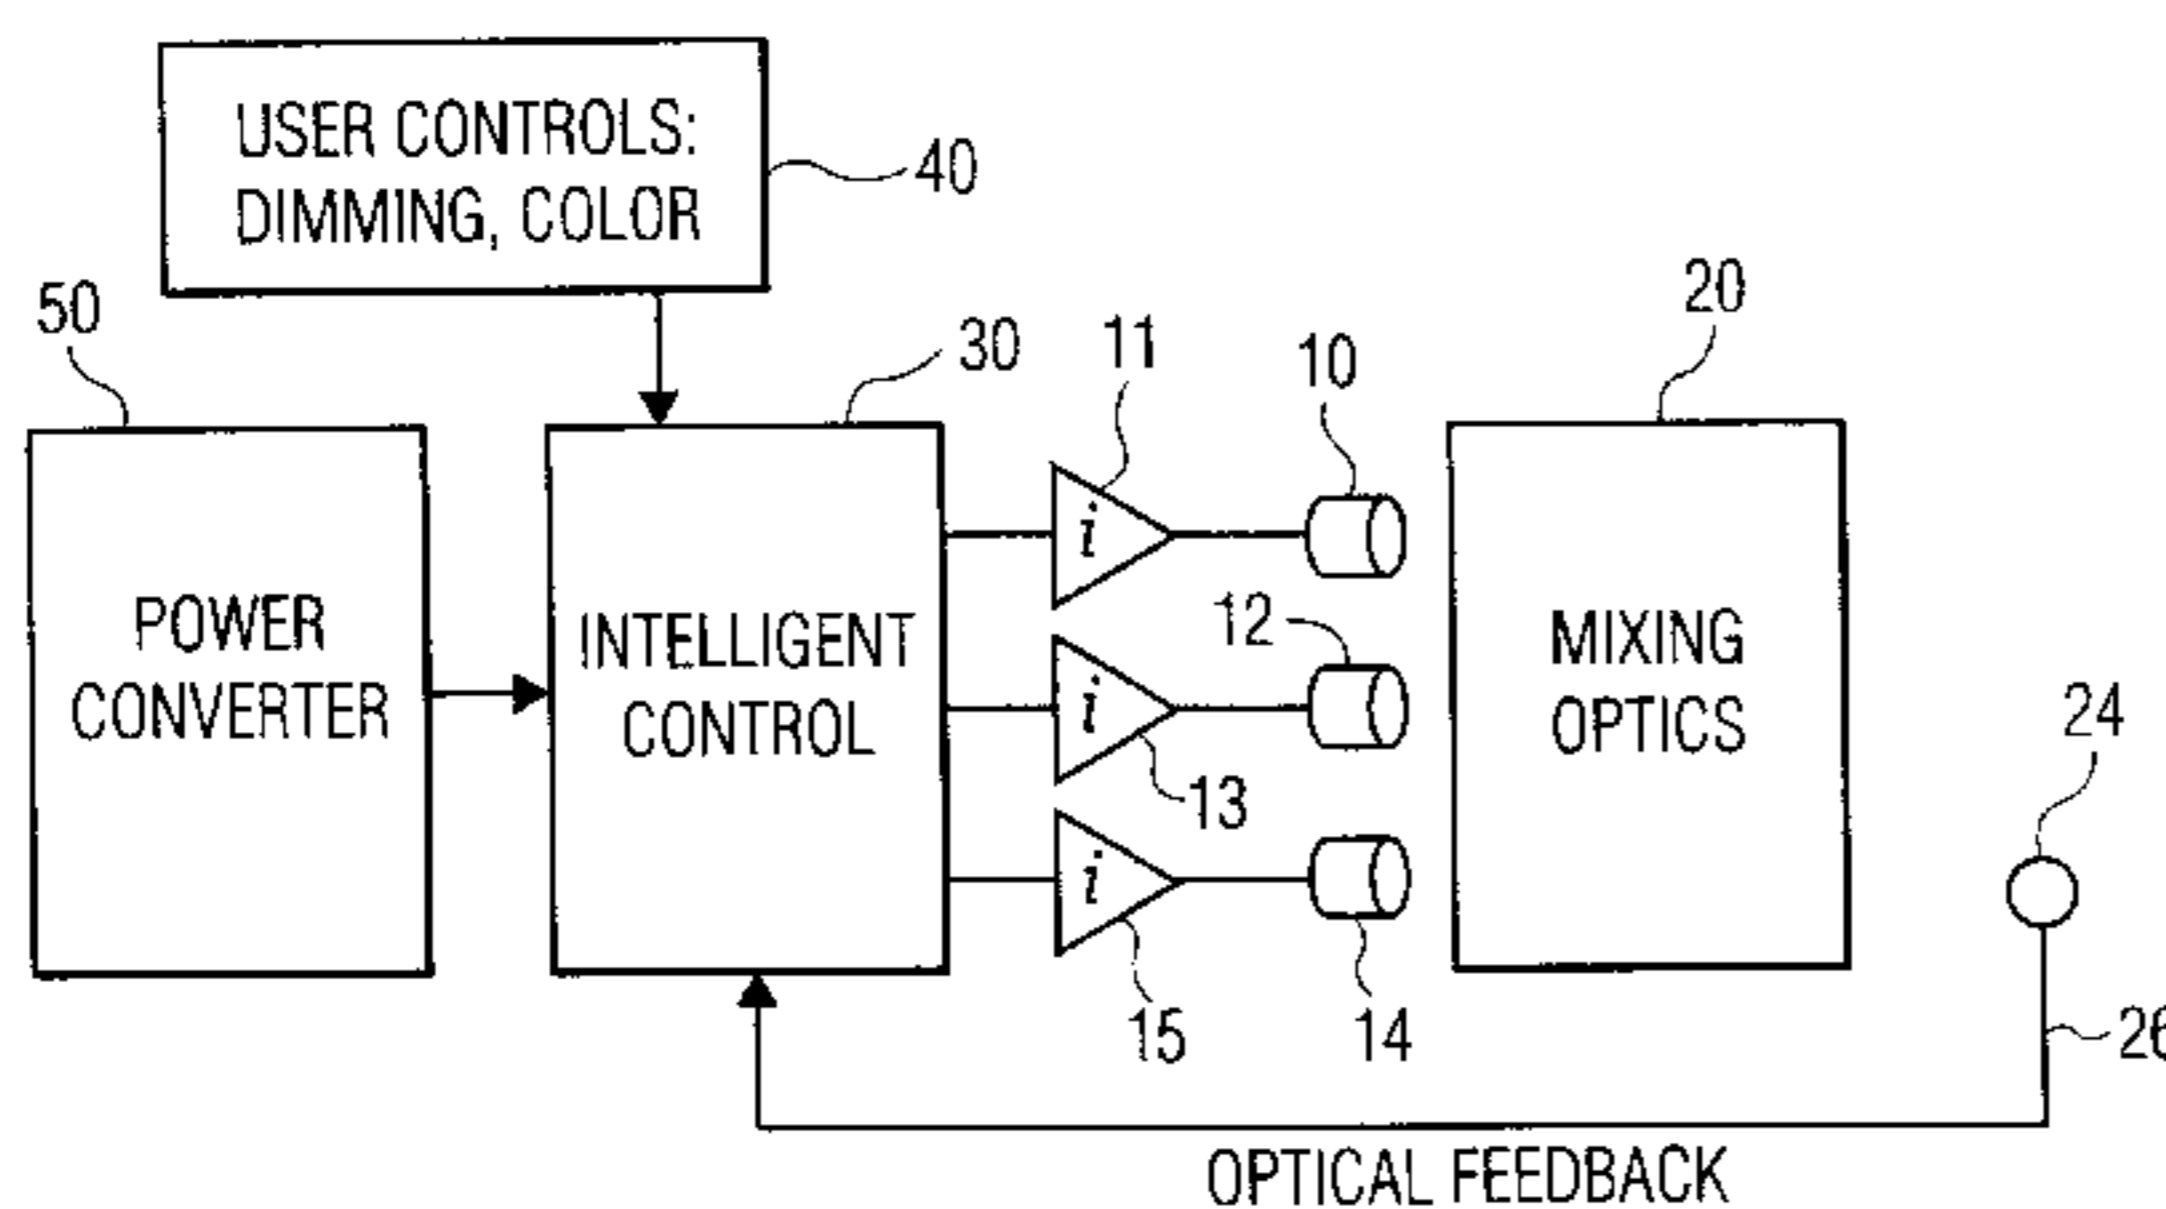 USER CONTROLS:
DIMMING, COLOR
40
50
30
11
10
20
i
12
POWER
CONVERTER
INTELLIGENT
CONTROL
i
MIXING
OPTICS
13
24
i
15
14
26
OPTICAL FEEDBACK